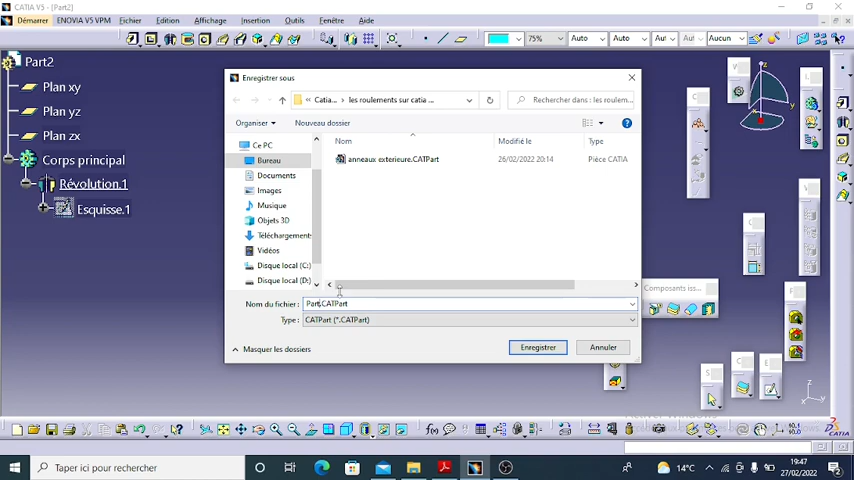 CATIA V5 - [Part2]
Démarrer ENOVIA V5 VPM Fichier Edition Affichage Insertion Outils Fenêtre Aide
75% Auto Auto Aut Aut Aucun
Part2
Plan xy
Plan yz
Plan zx
Corps principal
Révolution.1
Esquisse.1
Enregistrer sous
Catia... > les roulements sur catia ...
Rechercher dans : les roulem...
Organiser Nouveau dossier
Ce PC
Bureau
Documents
Images
Musique
Objets 3D
Téléchargements
Vidéos
Disque local (C:)
Disque local (D:)
Nom Modifié le Type
anneaux exterieure.CATPart 26/02/2022 20:14 Pièce CATIA
Nom du fichier : Part.CATPart
Type : CATPart (*.CATPart)
Masquer les dossiers
Enregistrer Annuler
Composants iss...
z
y
x
Taper ici pour rechercher
14°C
19:47
27/02/2022